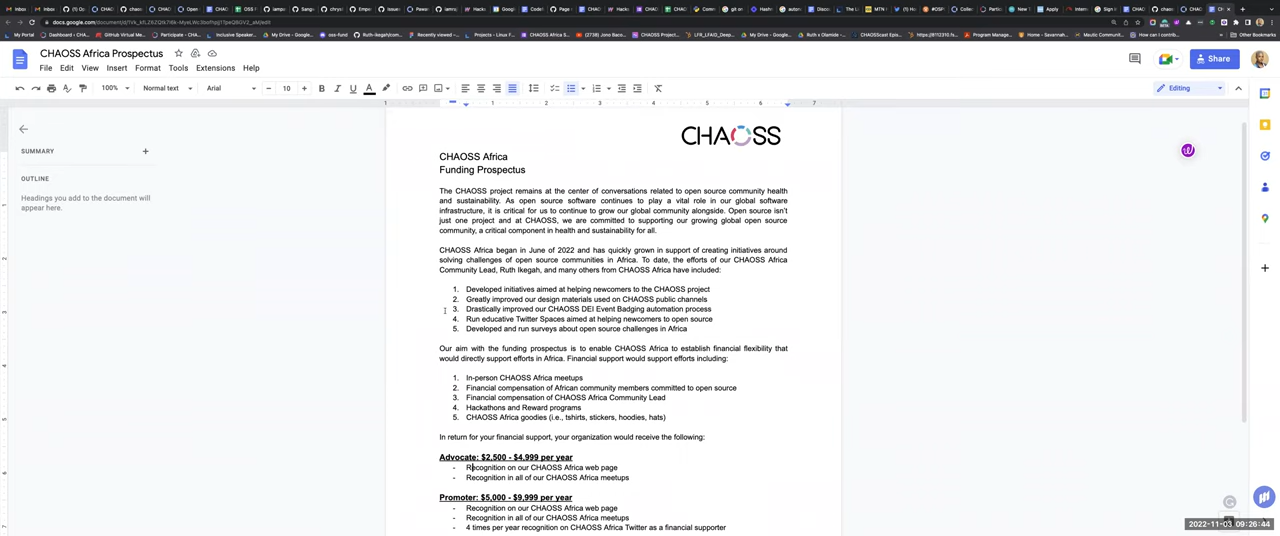 docs.google.com/document/d/
CHAOSS Africa Prospectus
File Edit View Insert Format Tools Extensions Help
Share
100% Normal text Arial 10
Editing
SUMMARY
OUTLINE
Headings you add to the document will
appear here.
CHAOSS
CHAOSS Africa
Funding Prospectus
The CHAOSS project remains at the center of conversations related to open source community health
and sustainability. As open source software continues to play a vital role in our global software
infrastructure, it is critical for us to continue to grow our global community alongside. Open source isn't
just one project and at CHAOSS, we are committed to supporting our growing global open source
community, a critical component in health and sustainability for all.
CHAOSS Africa began in June of 2022 and has quickly grown in support of creating initiatives around
solving challenges of open source communities in Africa. To date, the efforts of our CHAOSS Africa
Community Lead, Ruth Ikegah, and many others from CHAOSS Africa have included:
1. Developed initiatives aimed at helping newcomers to the CHAOSS project
2. Greatly improved our design materials used on CHAOSS public channels
3. Drastically improved our CHAOSS DEI Event Badging automation process
4. Run educative Twitter Spaces aimed at helping newcomers to open source
5. Developed and run surveys about open source challenges in Africa
Our aim with the funding prospectus is to enable CHAOSS Africa to establish financial flexibility that
would directly support efforts in Africa. Financial support would support efforts including:
1. In-person CHAOSS Africa meetups
2. Financial compensation of African community members committed to open source
3. Financial compensation of CHAOSS Africa Community Lead
4. Hackathons and Reward programs
5. CHAOSS Africa goodies (i.e., tshirts, stickers, hoodies, hats)
In return for your financial support, your organization would receive the following:
Advocate: $2,500 - $4,999 per year
- Recognition on our CHAOSS Africa web page
- Recognition in all of our CHAOSS Africa meetups
Promoter: $5,000 - $9,999 per year
- Recognition on our CHAOSS Africa web page
- Recognition in all of our CHAOSS Africa meetups
- 4 times per year recognition on CHAOSS Africa Twitter as a financial supporter
2022-11-03 09:26:44